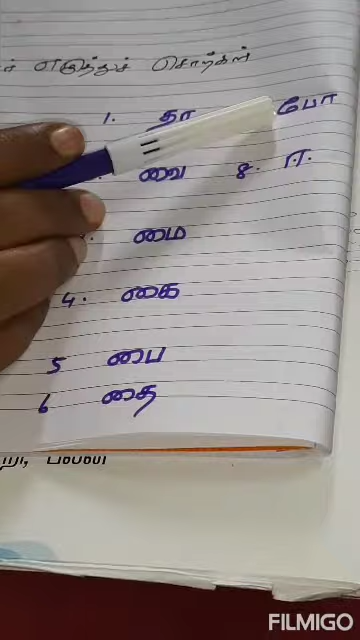 எழுத்துச் சொற்கள்
1. தா
வை
மை
4. கை
5 பை
6 தை
போ
8. ஈ.
FILMIGO